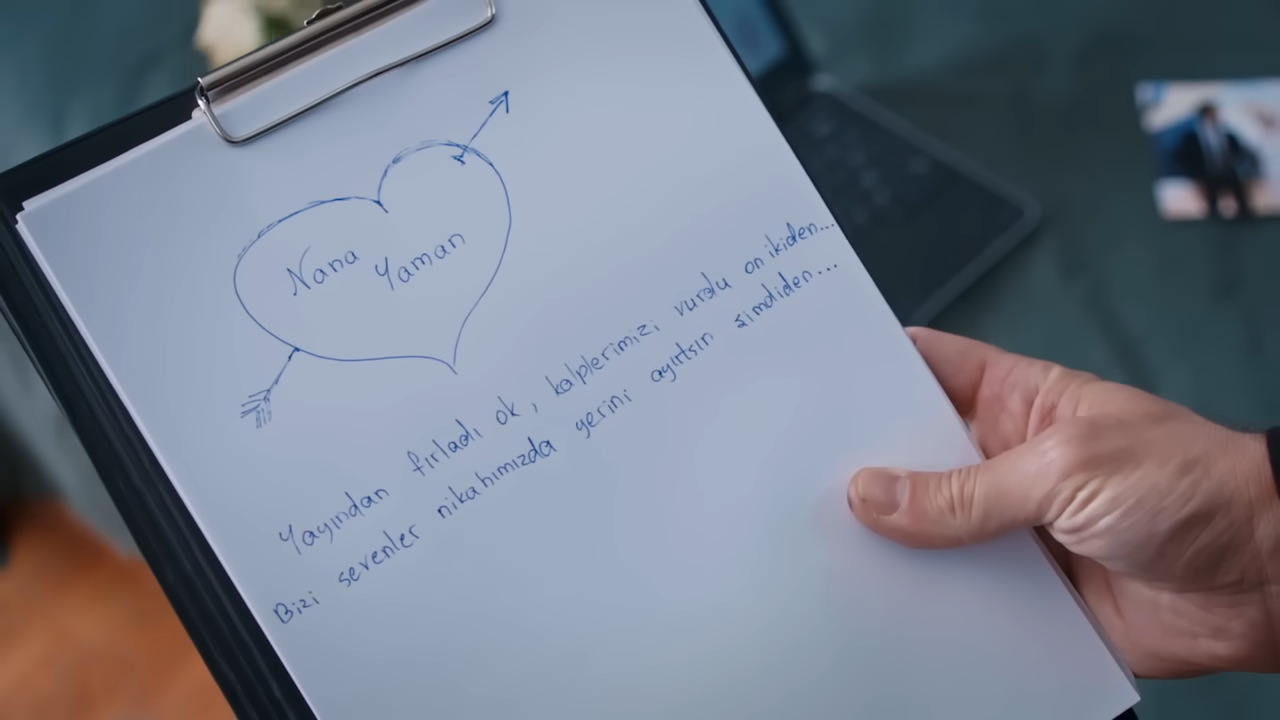 Nana
Yaman
Yayından fırladı ok, kalplerimizi vurdu on ikiden...
Bizi sevenler nikahımızda yerini ayırtsın şimdiden...